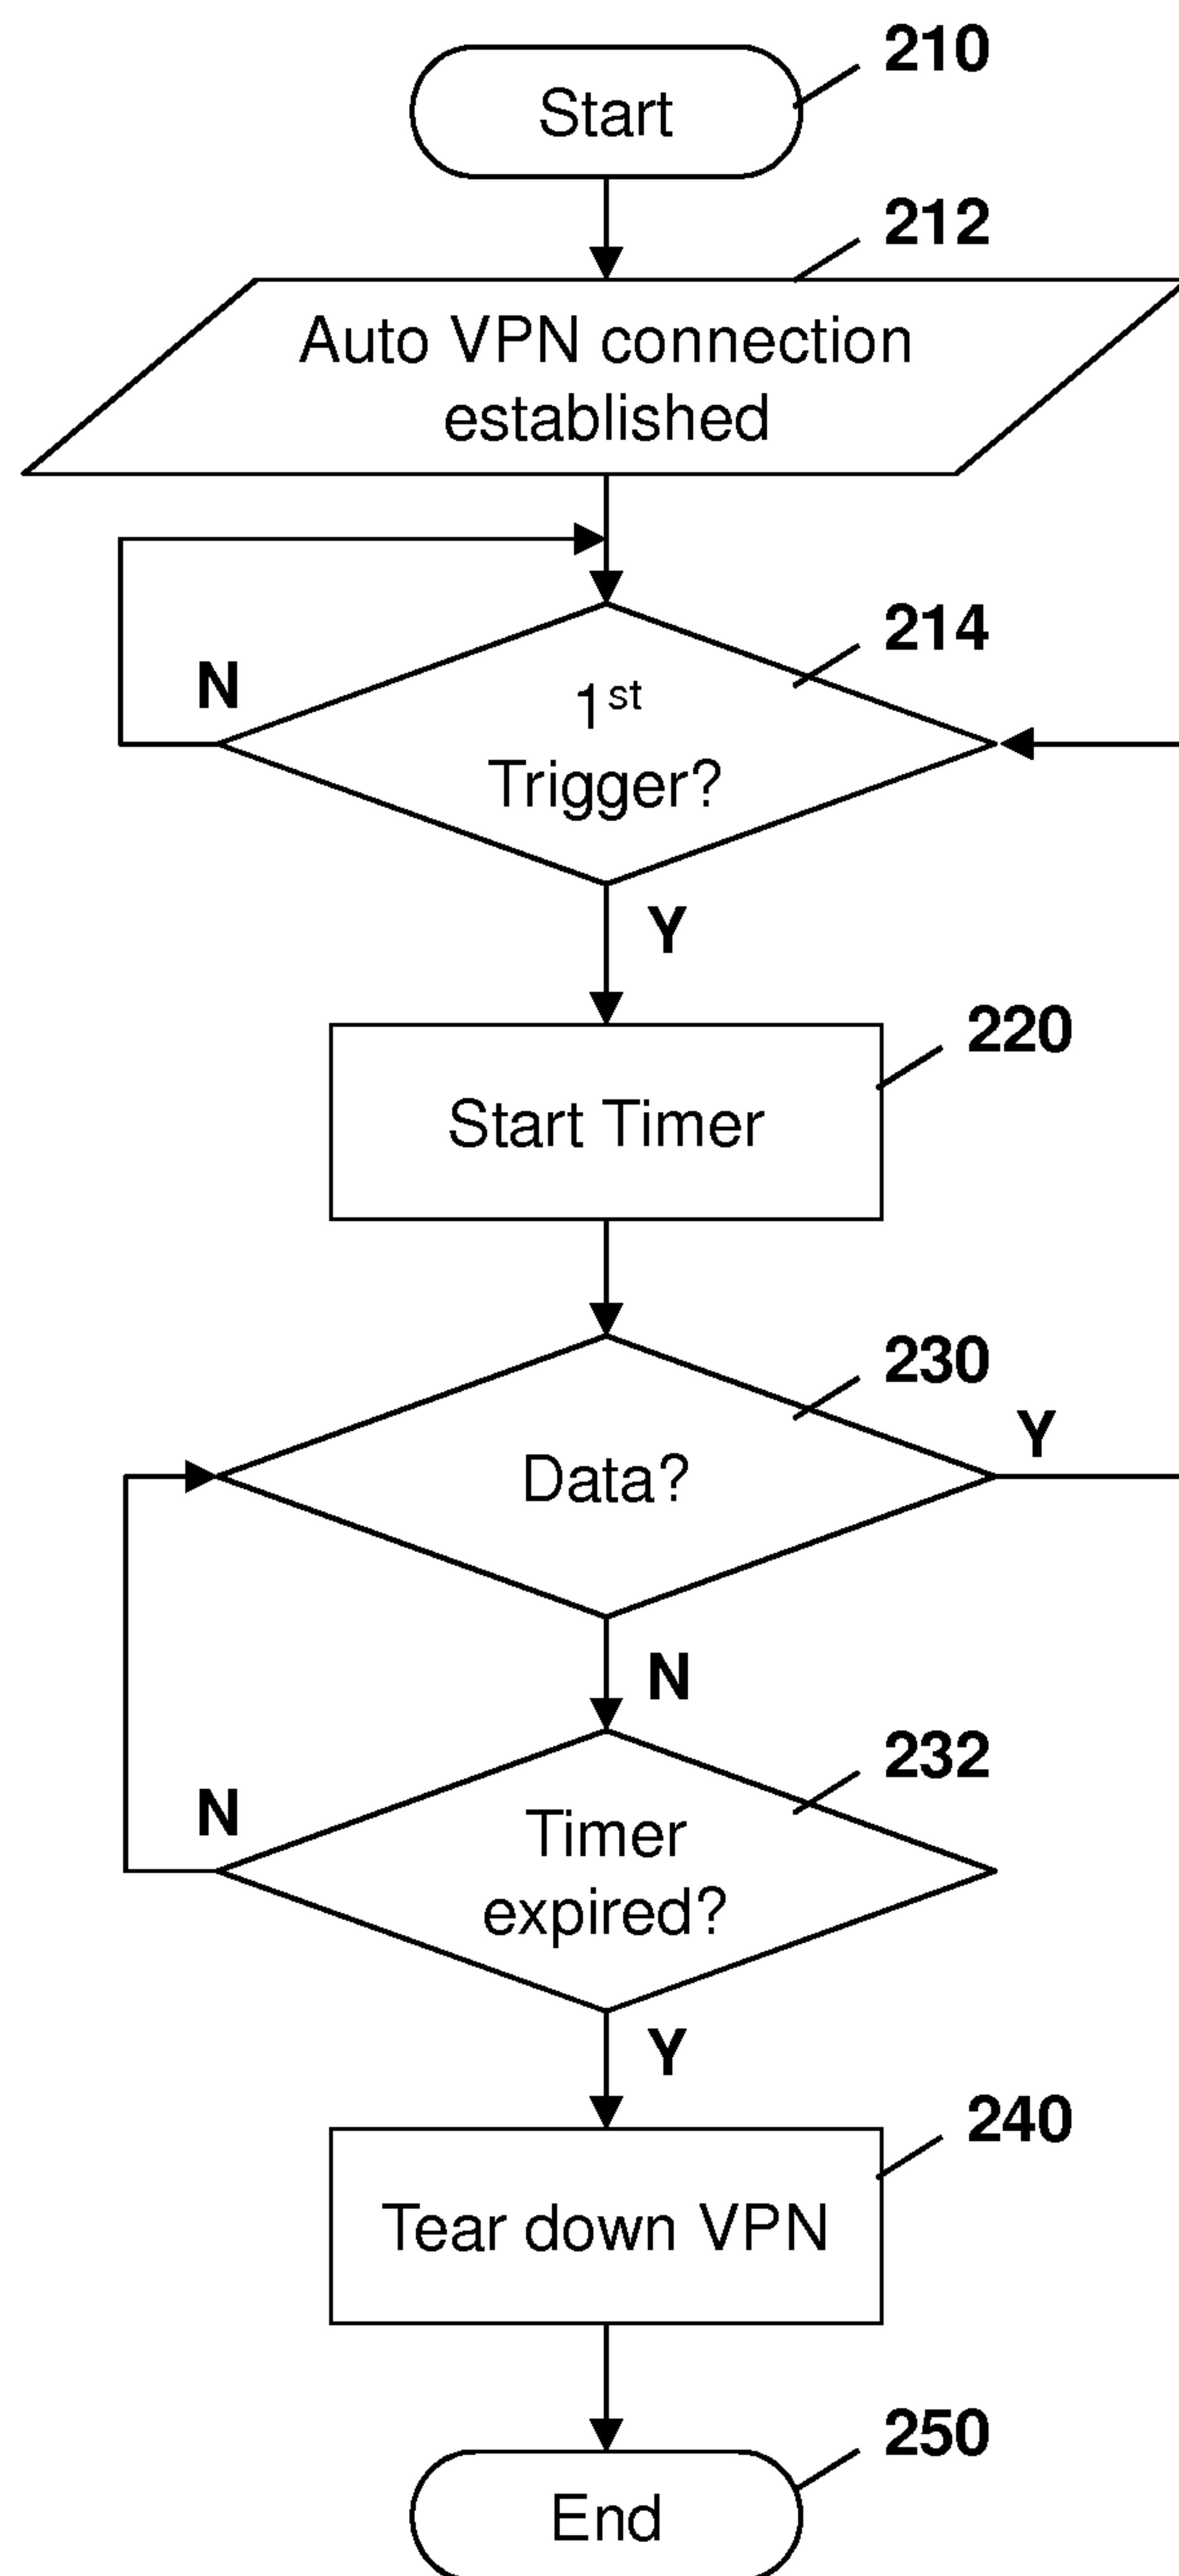 210
Start
212
Auto VPN connection
established
214
N
1st
Trigger?
Y
220
Start Timer
230
Y
Data?
N
232
N
Timer
expired?
Y
240
Tear down VPN
250
End